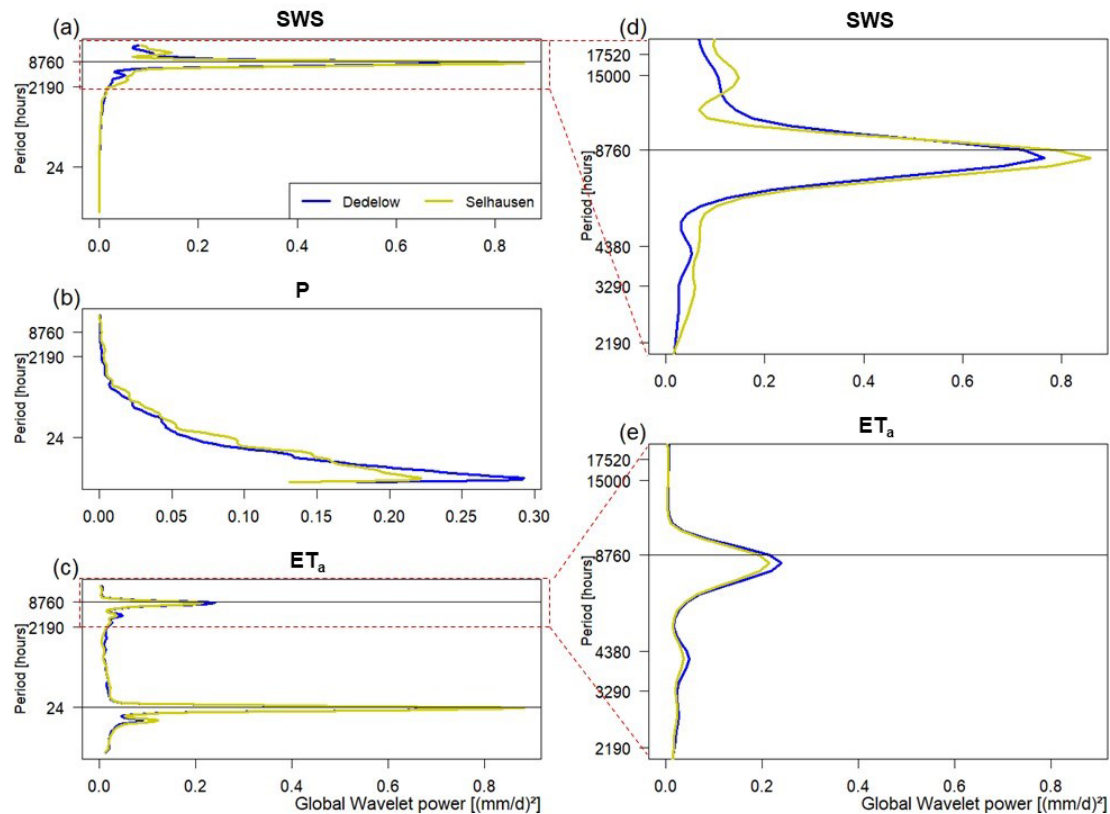 (a)
SWS
8760
2190
24
Period [hours]
0.0
0.2
0.4
0.6
0.8
Dedelow
Selhausen
(b)
P
8760
2190
24
Period [hours]
0.00
0.05
0.10
0.15
0.20
0.25
0.30
(c)
ETa
8760
2190
24
Period [hours]
0.0
0.2
0.4
0.6
0.8
Global Wavelet power [(mm/d)²]
(d)
SWS
17520
15000
8760
4380
3290
2190
Period [hours]
0.0
0.2
0.4
0.6
0.8
(e)
ETa
17520
15000
8760
4380
3290
2190
Period [hours]
0.0
0.2
0.4
0.6
0.8
Global Wavelet power [(mm/d)²]